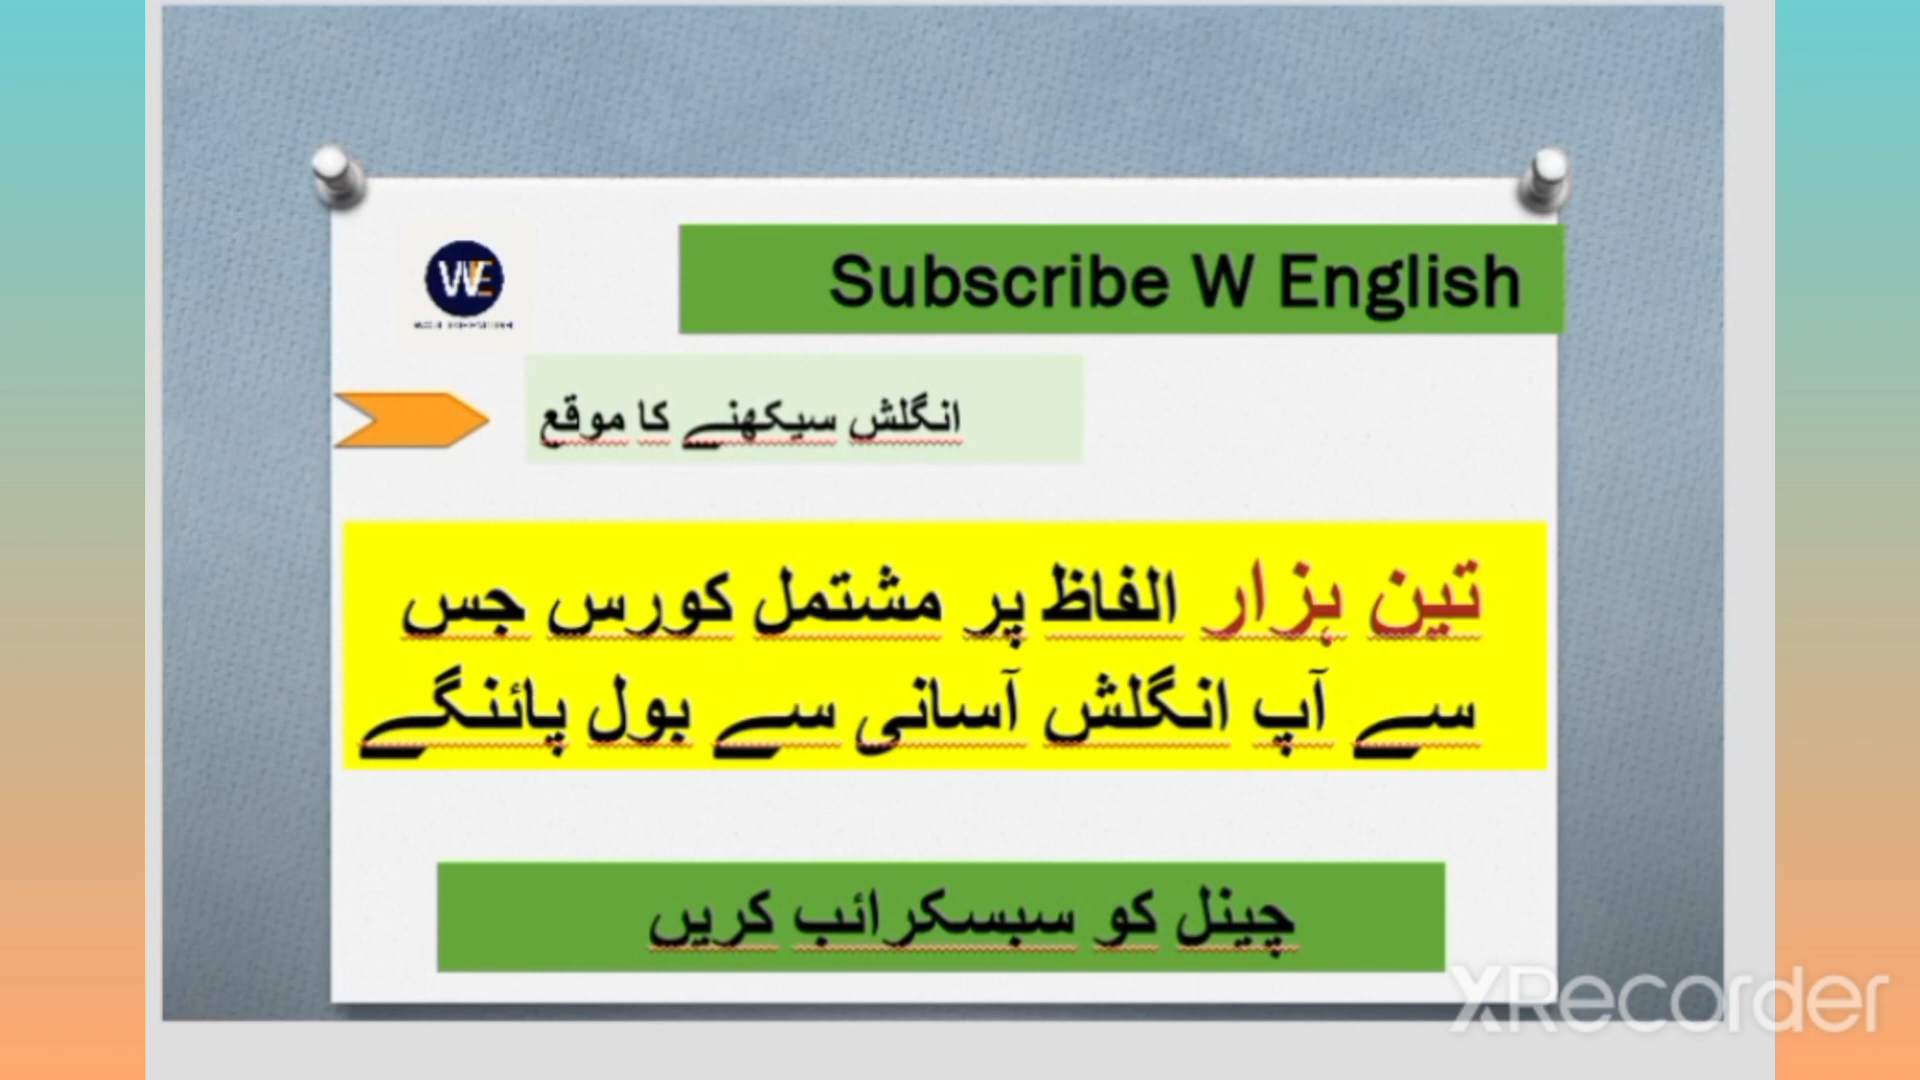 Subscribe W English
WE
انگلش سیکھنے کا موقع
تین ہزار الفاظ پر مشتمل کورس جس
سے آپ انگلش آسانی سے بول پائنگے
چینل کو سبسکرائب کریں
XRecorder